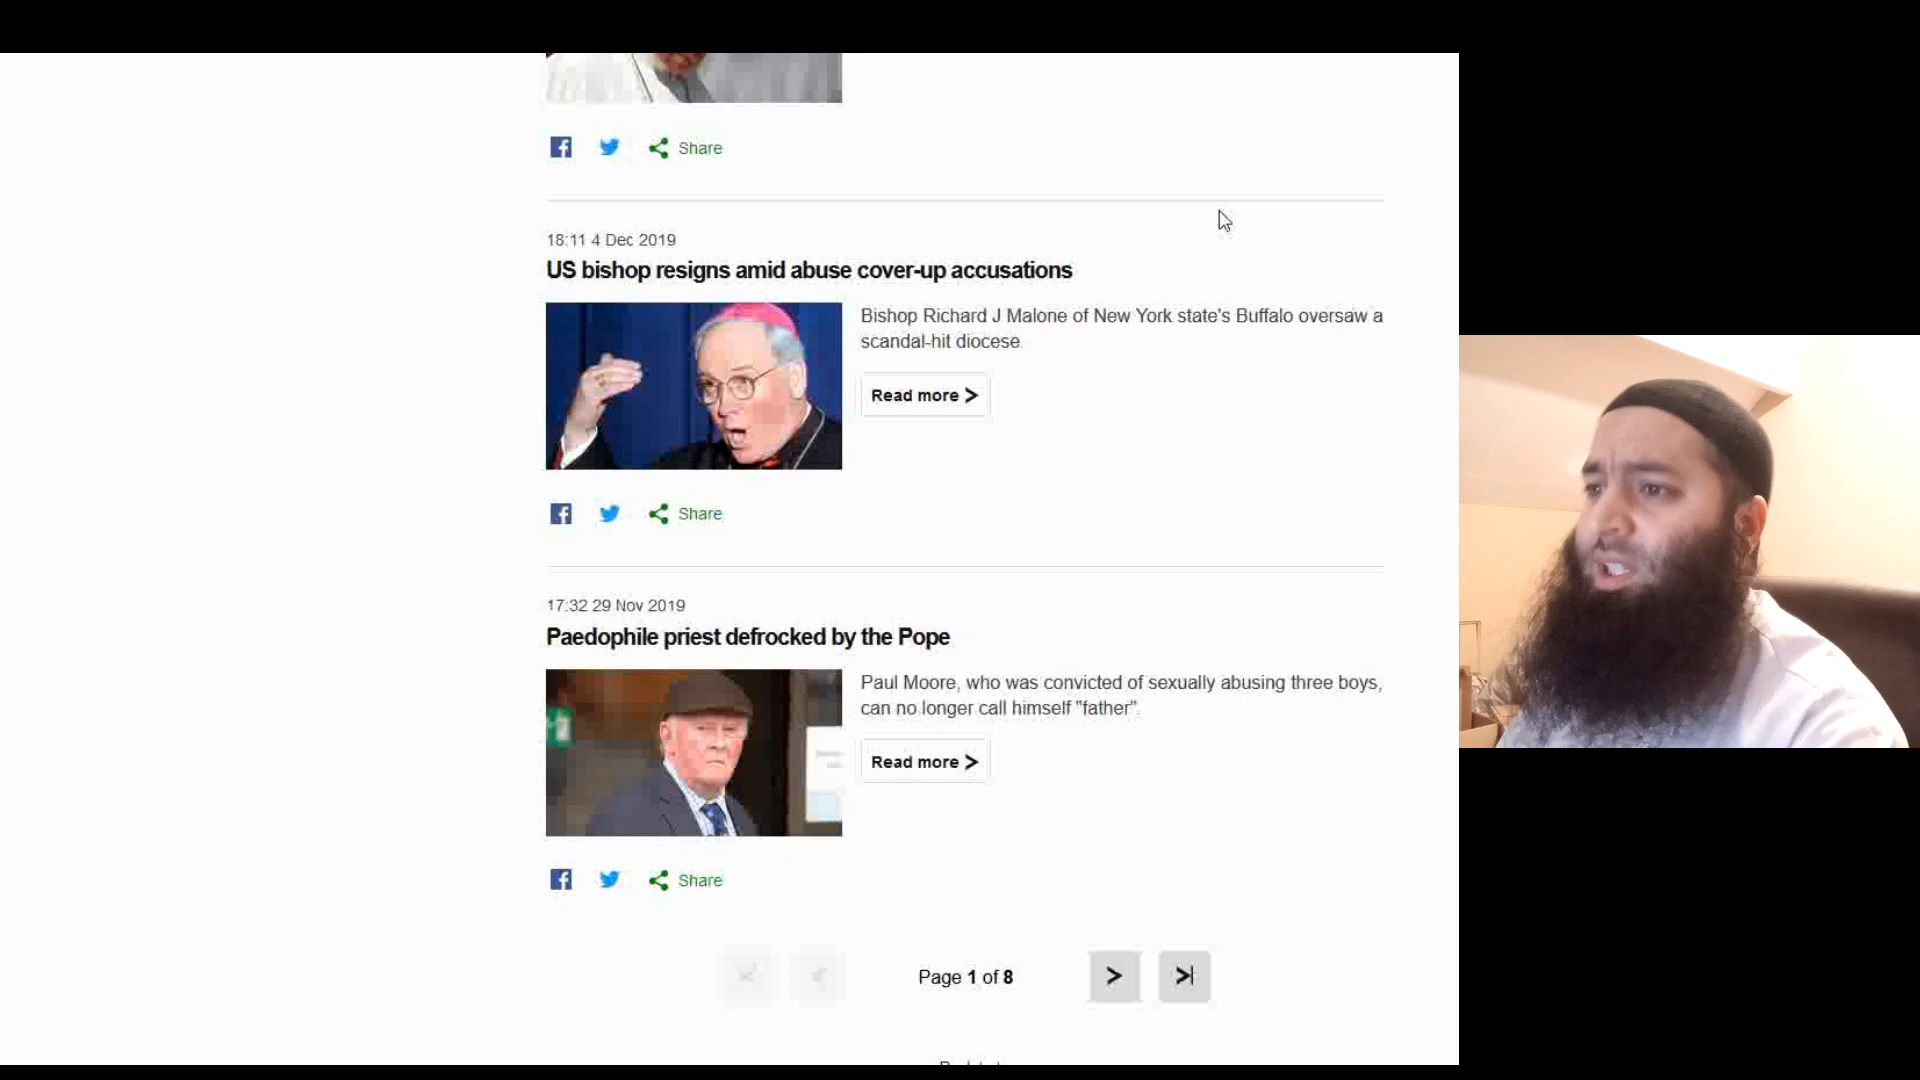 Share
18:11 4 Dec 2019
US bishop resigns amid abuse cover-up accusations
Bishop Richard J Malone of New York state's Buffalo oversaw a
scandal-hit diocese.
Read more
Share
17:32 29 Nov 2019
Paedophile priest defrocked by the Pope
Paul Moore, who was convicted of sexually abusing three boys,
can no longer call himself "father".
Read more
Share
Page 1 of 8